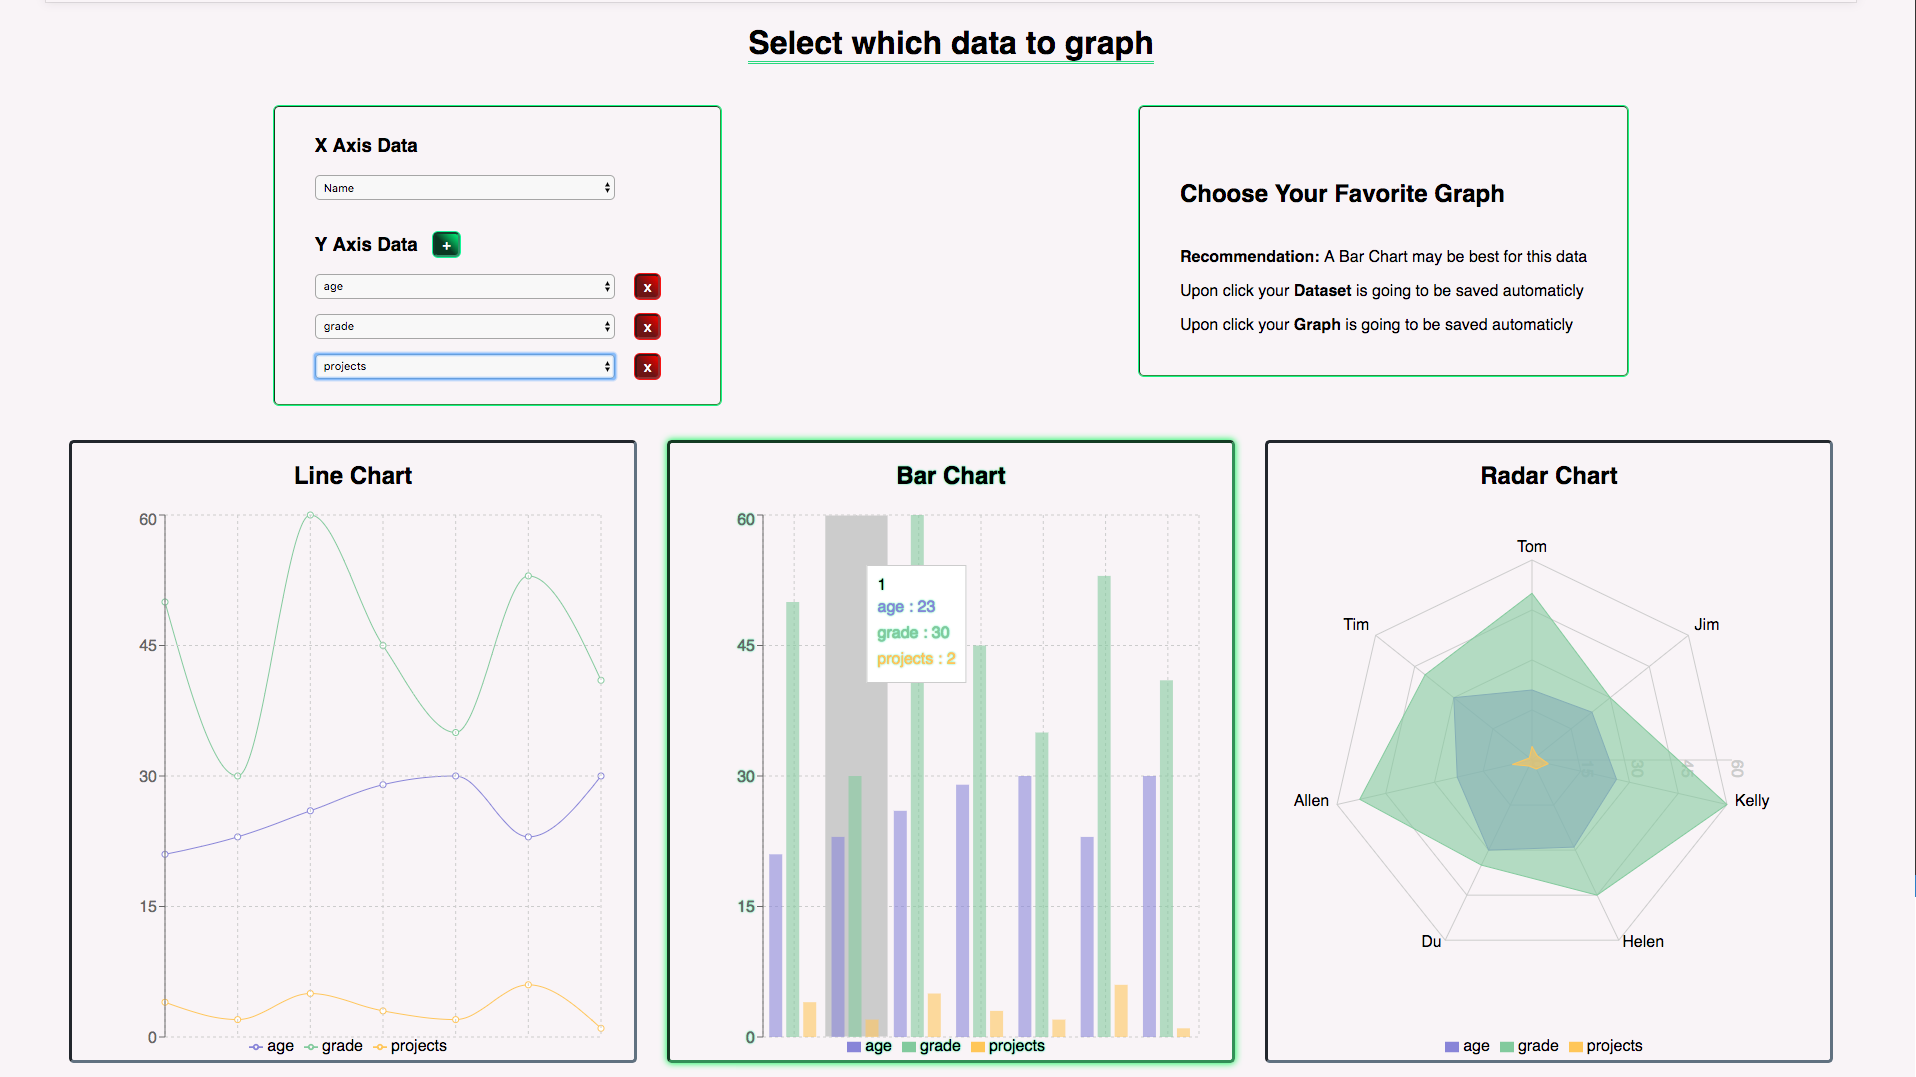 Select which data to graph
X Axis Data
Name
Y Axis Data +
age x
grade x
projects x
Choose Your Favorite Graph
Recommendation: A Bar Chart may be best for this data
Upon click your Dataset is going to be saved automaticly
Upon click your Graph is going to be saved automaticly
Line Chart
60
45
30
15
0
age grade projects
Bar Chart
60
45
30
15
0
1
age : 23
grade : 30
projects : 2
age grade projects
Radar Chart
Tom
Jim
Kelly
Helen
Du
Allen
Tim
15 30 45 60
age grade projects